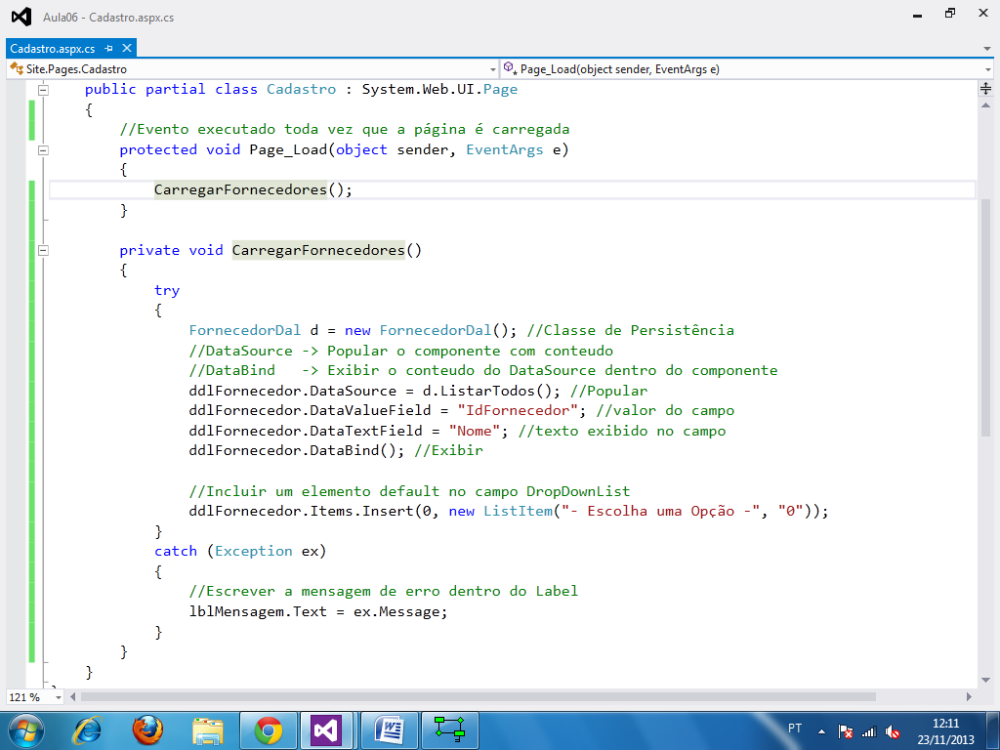 Aula06 - Cadastro.aspx.cs
Cadastro.aspx.cs
Site.Pages.Cadastro
Page_Load(object sender, EventArgs e)
public partial class Cadastro : System.Web.UI.Page
{
//Evento executado toda vez que a página é carregada
protected void Page_Load(object sender, EventArgs e)
{
CarregarFornecedores();
}
private void CarregarFornecedores()
{
try
{
FornecedorDal d = new FornecedorDal(); //Classe de Persistência
//DataSource -> Popular o componente com conteudo
//DataBind   -> Exibir o conteudo do DataSource dentro do componente
ddlFornecedor.DataSource = d.ListarTodos(); //Popular
ddlFornecedor.DataValueField = "IdFornecedor"; //valor do campo
ddlFornecedor.DataTextField = "Nome"; //texto exibido no campo
ddlFornecedor.DataBind(); //Exibir
//Incluir um elemento default no campo DropDownList
ddlFornecedor.Items.Insert(0, new ListItem("- Escolha uma Opção -", "0"));
}
catch (Exception ex)
{
//Escrever a mensagem de erro dentro do Label
lblMensagem.Text = ex.Message;
}
}
}
121 %
PT
12:11
23/11/2013